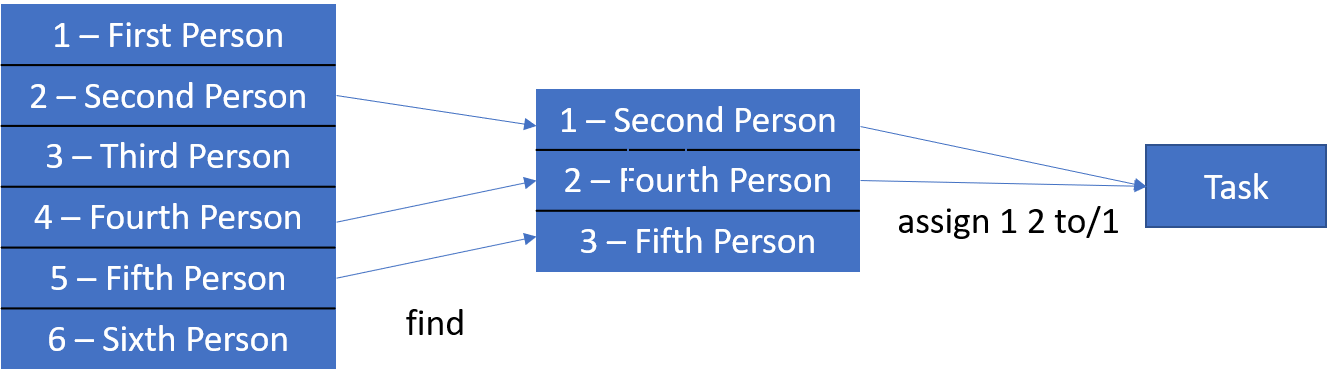 1 – First Person
2 – Second Person
3 – Third Person
4 – Fourth Person
5 – Fifth Person
6 – Sixth Person
find
1 – Second Person
2 – Fourth Person
3 – Fifth Person
assign 1 2 to/1
Task